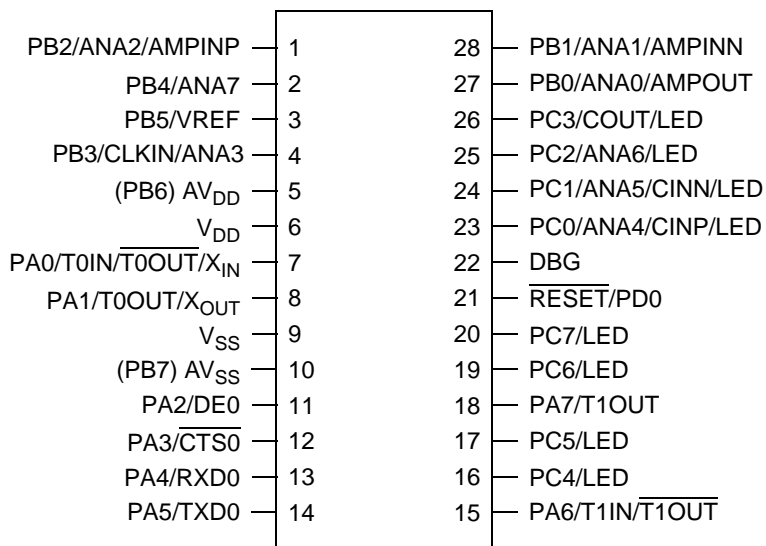 PB2/ANA2/AMPINP 1 28 PB1/ANA1/AMPINN
PB4/ANA7 2 27 PB0/ANA0/AMPOUT
PB5/VREF 3 26 PC3/COUT/LED
PB3/CLKIN/ANA3 4 25 PC2/ANA6/LED
(PB6) AVDD 5 24 PC1/ANA5/CINN/LED
VDD 6 23 PC0/ANA4/CINP/LED
PA0/T0IN/T0OUT/XIN 7 22 DBG
PA1/T0OUT/XOUT 8 21 RESET/PD0
VSS 9 20 PC7/LED
(PB7) AVSS 10 19 PC6/LED
PA2/DE0 11 18 PA7/T1OUT
PA3/CTS0 12 17 PC5/LED
PA4/RXD0 13 16 PC4/LED
PA5/TXD0 14 15 PA6/T1IN/T1OUT